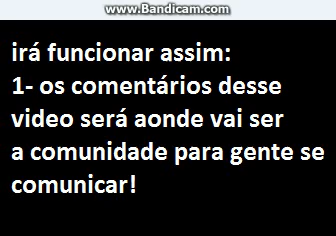 www.Bandicam.com
irá funcionar assim:
1- os comentários desse
video será aonde vai ser
a comunidade para gente se
comunicar!